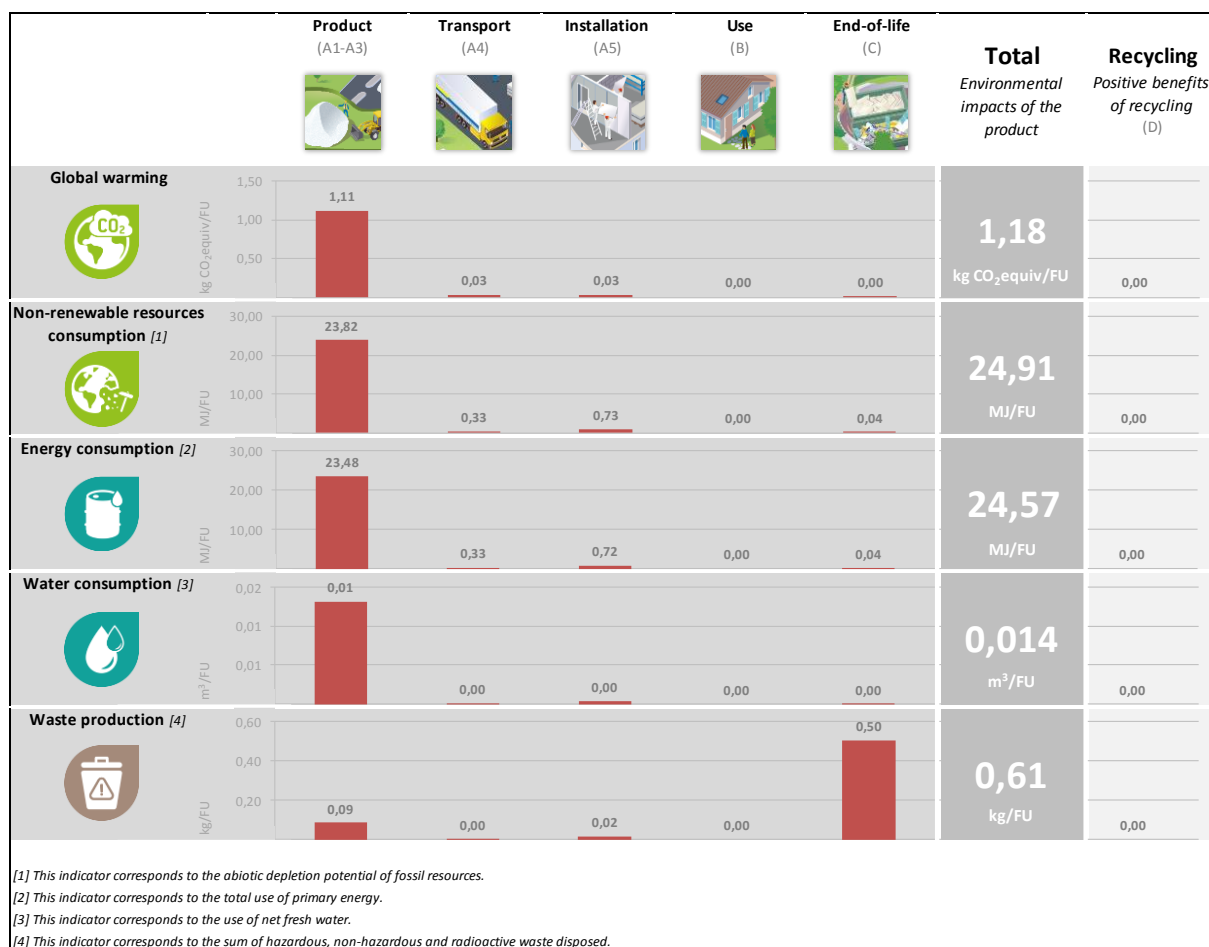 Product
(A1-A3)
Transport
(A4)
Installation
(A5)
Use
(B)
End-of-life
(C)
Total
Environmental
impacts of the
product
Recycling
Positive benefits
of recycling
(D)
Global warming
CO₂
kg CO₂equiv/FU
1,50
1,00
0,50
1,11
0,03
0,03
0,00
0,00
1,18
kg CO₂equiv/FU
0,00
Non-renewable resources
consumption [1]
MJ/FU
30,00
20,00
10,00
23,82
0,33
0,73
0,00
0,04
24,91
MJ/FU
0,00
Energy consumption [2]
MJ/FU
30,00
20,00
10,00
23,48
0,33
0,72
0,00
0,04
24,57
MJ/FU
0,00
Water consumption [3]
m³/FU
0,02
0,01
0,01
0,01
0,00
0,00
0,00
0,00
0,014
m³/FU
0,00
Waste production [4]
kg/FU
0,60
0,40
0,20
0,09
0,00
0,02
0,00
0,50
0,61
kg/FU
0,00
[1] This indicator corresponds to the abiotic depletion potential of fossil resources.
[2] This indicator corresponds to the total use of primary energy.
[3] This indicator corresponds to the use of net fresh water.
[4] This indicator corresponds to the sum of hazardous, non-hazardous and radioactive waste disposed.